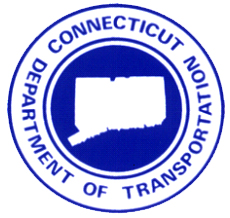 CONNECTICUT
DEPARTMENT OF TRANSPORTATION